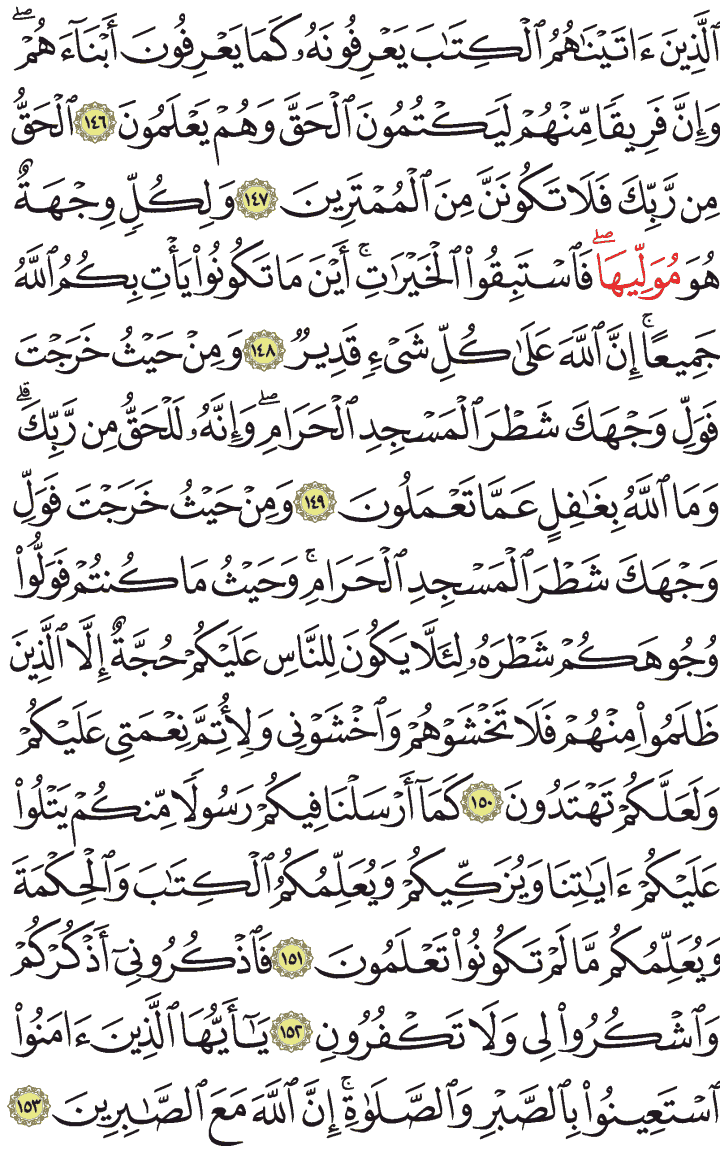 ٱلَّذِينَ ءَاتَيْنَٰهُمُ ٱلْكِتَٰبَ يَعْرِفُونَهُۥ كَمَا يَعْرِفُونَ أَبْنَآءَهُمْ ۖ
وَإِنَّ فَرِيقًا مِّنْهُمْ لَيَكْتُمُونَ ٱلْحَقَّ وَهُمْ يَعْلَمُونَ ١٤٦ ٱلْحَقُّ
مِن رَّبِّكَ فَلَا تَكُونَنَّ مِنَ ٱلْمُمْتَرِينَ ١٤٧ وَلِكُلٍّ وِجْهَةٌ
هُوَ مُوَلِّيهَا ۖ فَٱسْتَبِقُوا۟ ٱلْخَيْرَٰتِ ۚ أَيْنَ مَا تَكُونُوا۟ يَأْتِ بِكُمُ ٱللَّهُ
جَمِيعًا ۚ إِنَّ ٱللَّهَ عَلَىٰ كُلِّ شَىْءٍ قَدِيرٌ ١٤٨ وَمِنْ حَيْثُ خَرَجْتَ
فَوَلِّ وَجْهَكَ شَطْرَ ٱلْمَسْجِدِ ٱلْحَرَامِ ۖ وَإِنَّهُۥ لَلْحَقُّ مِن رَّبِّكَ ۗ
وَمَا ٱللَّهُ بِغَٰفِلٍ عَمَّا تَعْمَلُونَ ١٤٩ وَمِنْ حَيْثُ خَرَجْتَ فَوَلِّ
وَجْهَكَ شَطْرَ ٱلْمَسْجِدِ ٱلْحَرَامِ ۚ وَحَيْثُ مَا كُنتُمْ فَوَلُّوا۟
وُجُوهَكُمْ شَطْرَهُۥ لِئَلَّا يَكُونَ لِلنَّاسِ عَلَيْكُمْ حُجَّةٌ إِلَّا ٱلَّذِينَ
ظَلَمُوا۟ مِنْهُمْ فَلَا تَخْشَوْهُمْ وَٱخْشَوْنِى وَلِأُتِمَّ نِعْمَتِى عَلَيْكُمْ
وَلَعَلَّكُمْ تَهْتَدُونَ ١٥٠ كَمَآ أَرْسَلْنَا فِيكُمْ رَسُولًا مِّنكُمْ يَتْلُوا۟
عَلَيْكُمْ ءَايَٰتِنَا وَيُزَكِّيكُمْ وَيُعَلِّمُكُمُ ٱلْكِتَٰبَ وَٱلْحِكْمَةَ
وَيُعَلِّمُكُم مَّا لَمْ تَكُونُوا۟ تَعْلَمُونَ ١٥١ فَٱذْكُرُونِىٓ أَذْكُرْكُمْ
وَٱشْكُرُوا۟ لِى وَلَا تَكْفُرُونِ ١٥٢ يَٰٓأَيُّهَا ٱلَّذِينَ ءَامَنُوا۟
ٱسْتَعِينُوا۟ بِٱلصَّبْرِ وَٱلصَّلَوٰةِ ۚ إِنَّ ٱللَّهَ مَعَ ٱلصَّٰبِرِينَ ١٥٣